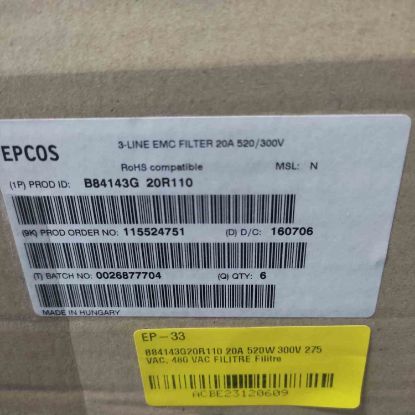 EPCOS
3-LINE EMC FILTER 20A 520/300V
RoHS compatible MSL: N
(1P) PROD ID: B84143G 20R110
(9K) PROD ORDER NO: 115524751 (D) D/C: 160706
(T) BATCH NO: 0026877704 (Q) QTY: 6
MADE IN HUNGARY
EP-33
B84143G20R110 20A 520W 300V 275
VAC, 480 VAC FILITRE Filitre
ACBE23120609